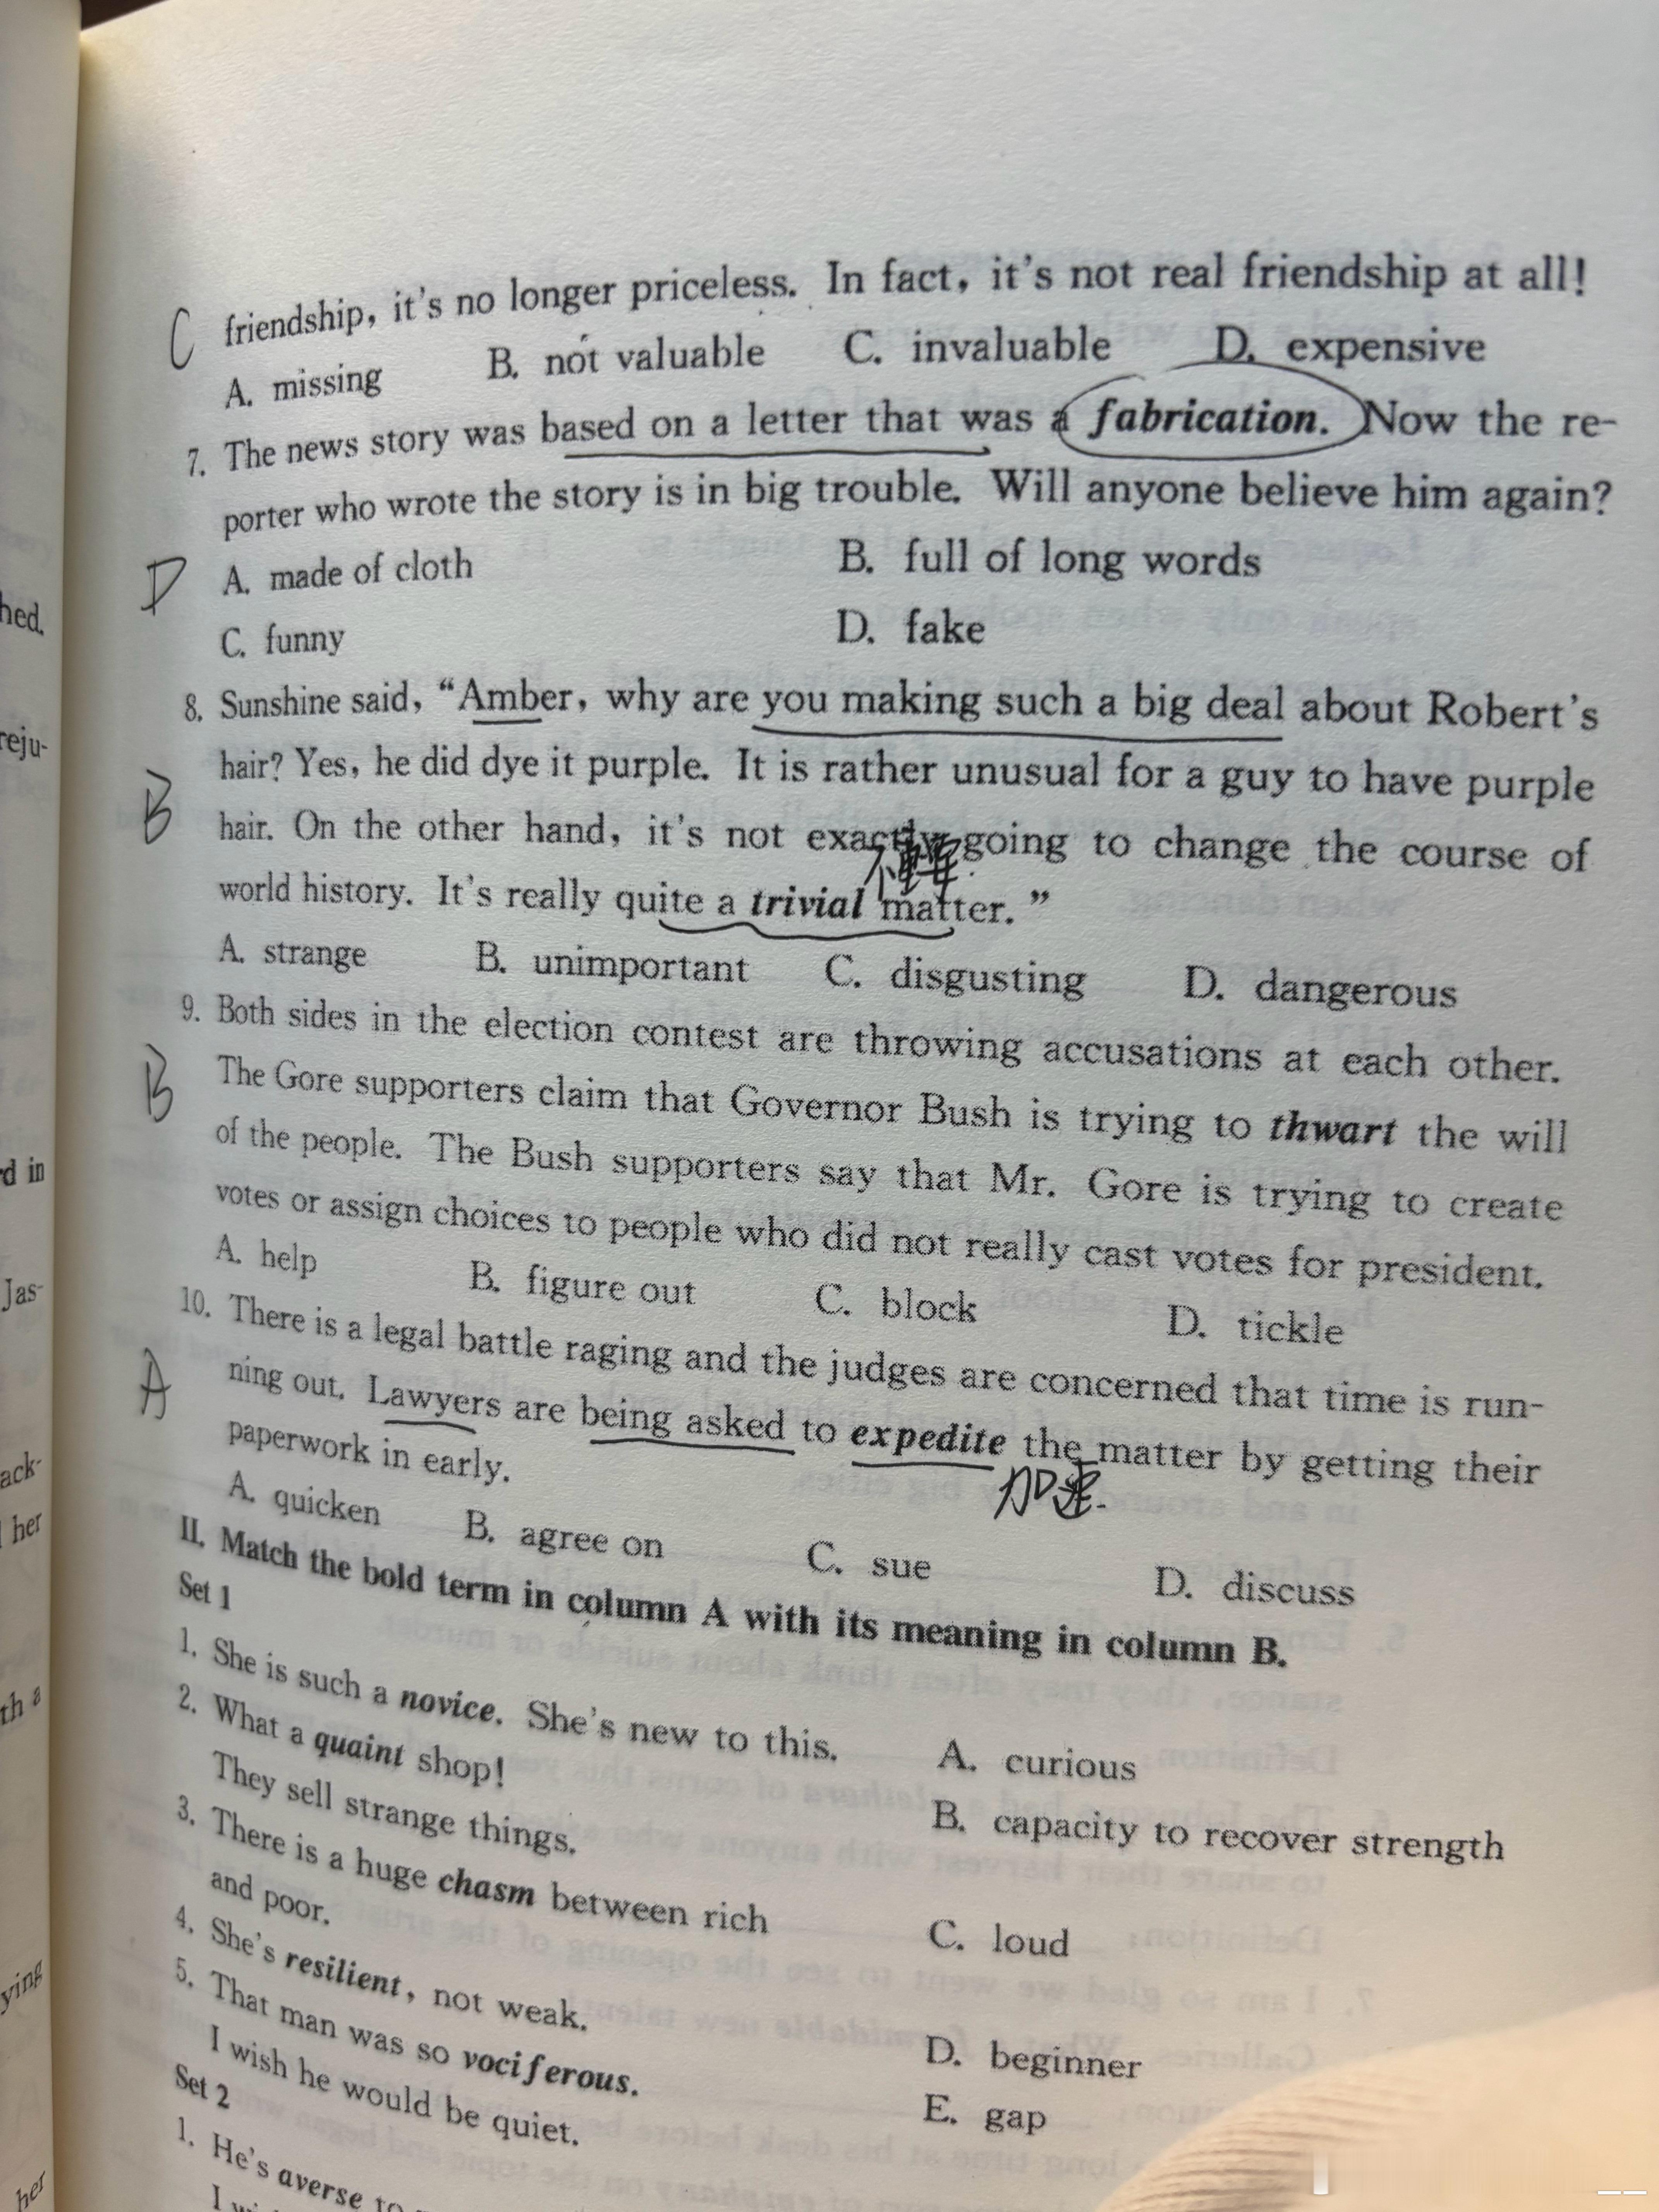 C friendship, it's no longer priceless. In fact, it's not real friendship at all!
A. missing B. not valuable C. invaluable D. expensive
7. The news story was based on a letter that was a fabrication. Now the re-
porter who wrote the story is in big trouble. Will anyone believe him again?
D A. made of cloth B. full of long words
C. funny D. fake
8. Sunshine said, “Amber, why are you making such a big deal about Robert's
hair? Yes, he did dye it purple. It is rather unusual for a guy to have purple
B hair. On the other hand, it's not exactly going to change the course of
world history. It's really quite a trivial matter.”
A. strange B. unimportant C. disgusting D. dangerous
9. Both sides in the election contest are throwing accusations at each other.
B The Gore supporters claim that Governor Bush is trying to thwart the will
of the people. The Bush supporters say that Mr. Gore is trying to create
votes or assign choices to people who did not really cast votes for president.
A. help B. figure out C. block D. tickle
10. There is a legal battle raging and the judges are concerned that time is run-
A ning out. Lawyers are being asked to expedite the matter by getting their
加速.
paperwork in early.
A. quicken B. agree on C. sue D. discuss
II. Match the bold term in column A with its meaning in column B.
Set 1
1. She is such a novice. She's new to this. A. curious
2. What a quaint shop!
They sell strange things. B. capacity to recover strength
3. There is a huge chasm between rich
and poor. C. loud
4. She's resilient, not weak. D. beginner
5. That man was so vociferous.
I wish he would be quiet. E. gap
Set 2
1. He's averse to
I
hed.
reju-
d in
Jas-
ack-
her
th a
ying
her